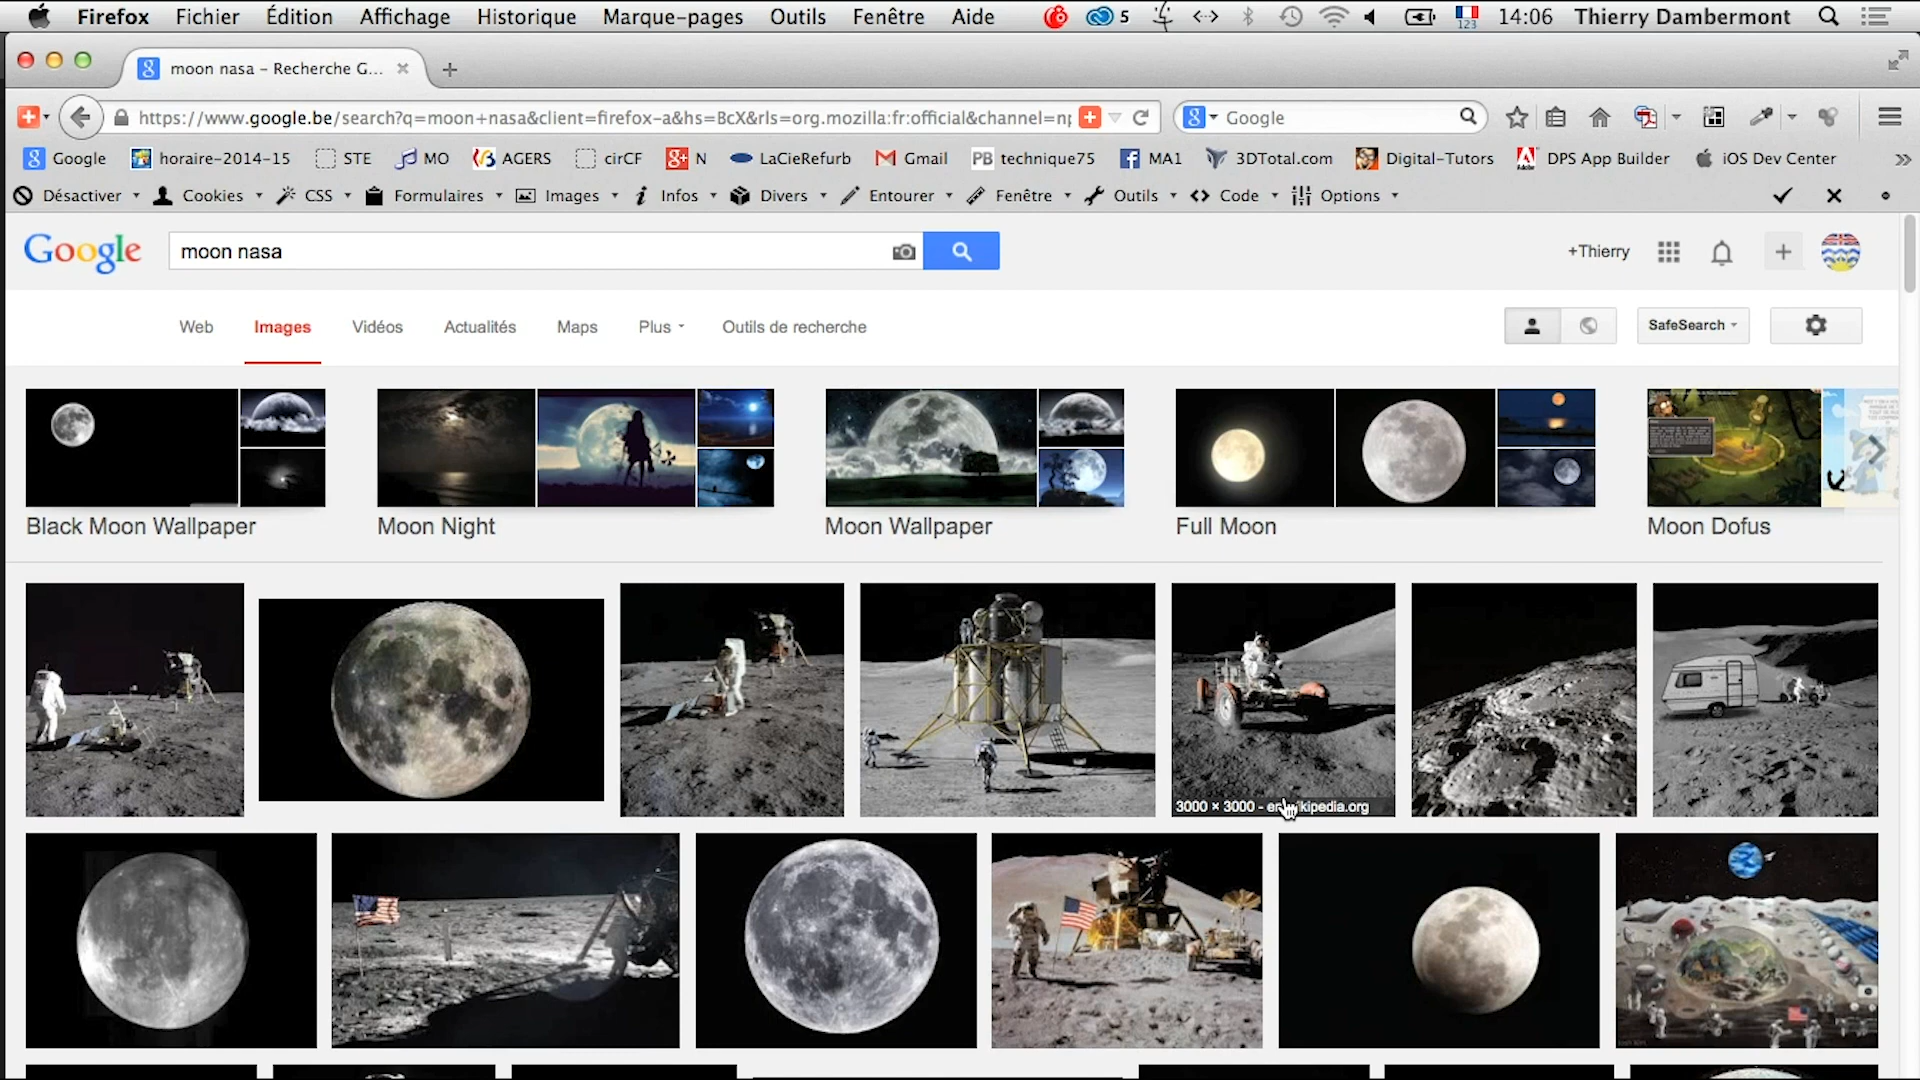 Firefox Fichier Édition Affichage Historique Marque-pages Outils Fenêtre Aide 5 123 14:06 Thierry Dambermont
moon nasa – Recherche G...
https://www.google.be/search?q=moon+nasa&client=firefox-a&hs=BcX&rls=org.mozilla:fr:official&channel=np
Google
Google horaire-2014-15 STE MO AGERS cirCF N LaCieRefurb Gmail PB technique75 MA1 3DTotal.com Digital-Tutors DPS App Builder iOS Dev Center
Désactiver Cookies CSS Formulaires Images Infos Divers Entourer Fenêtre Outils Code Options
Google moon nasa +Thierry
Web Images Vidéos Actualités Maps Plus Outils de recherche SafeSearch
Black Moon Wallpaper Moon Night Moon Wallpaper Full Moon Moon Dofus
3000 × 3000 -